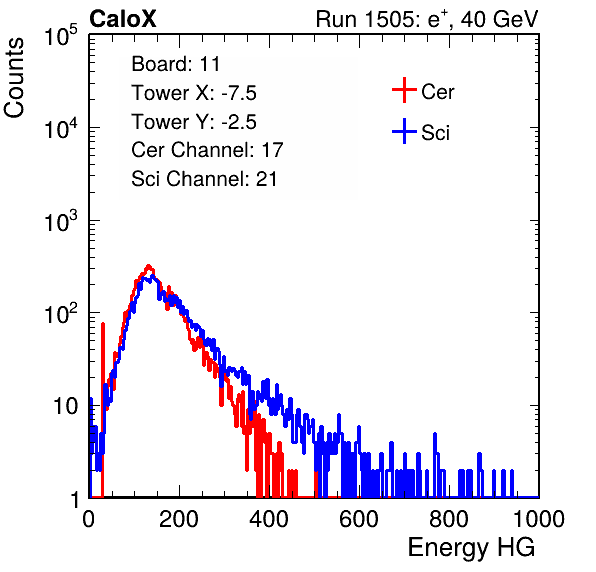 CaloX Run 1505: e⁺, 40 GeV
Counts
Board: 11
Tower X: -7.5
Tower Y: -2.5
Cer Channel: 17
Sci Channel: 21
Cer
Sci
10⁵
10⁴
10³
10²
10
1
0 200 400 600 800 1000
Energy HG